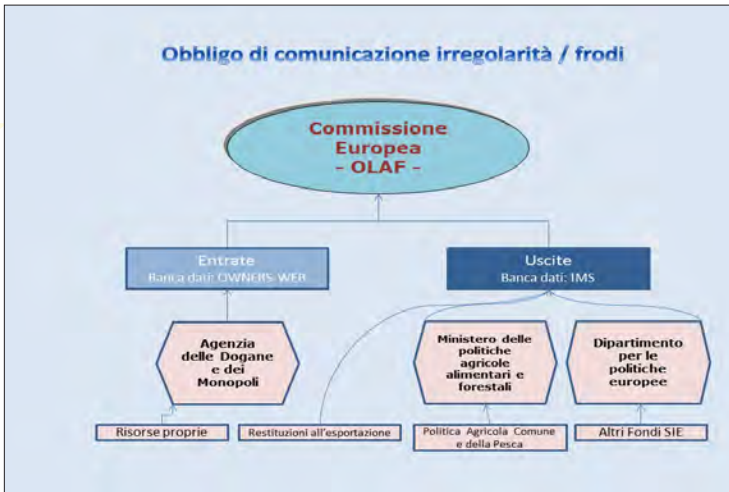 Obbligo di comunicazione irregolarità / frodi
Commissione
Europea
- OLAF -
Entrate
Banca dati: OWNERS-WEB
Uscite
Banca dati: IMS
Agenzia
delle Dogane
e dei
Monopoli
Ministero delle
politiche
agricole
alimentari e
forestali
Dipartimento
per le
politiche
europee
Risorse proprie
Restituzioni all'esportazione
Politica Agricola Comune
e della Pesca
Altri Fondi SIE